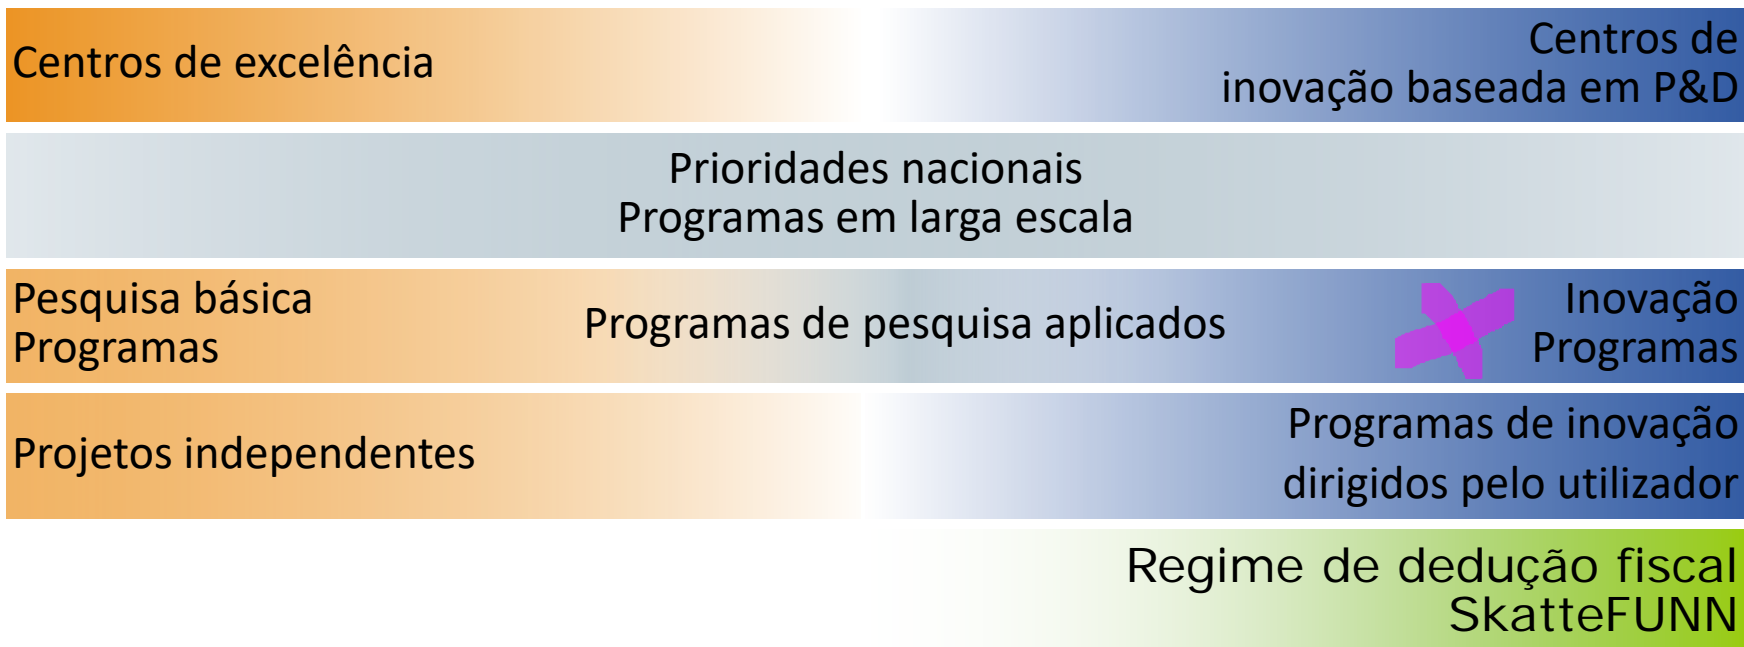 Centros de excelência
Centros de
inovação baseada em P&D
Prioridades nacionais
Programas em larga escala
Pesquisa básica
Programas
Programas de pesquisa aplicados
Inovação
Programas
Projetos independentes
Programas de inovação
dirigidos pelo utilizador
Regime de dedução fiscal
SkatteFUNN